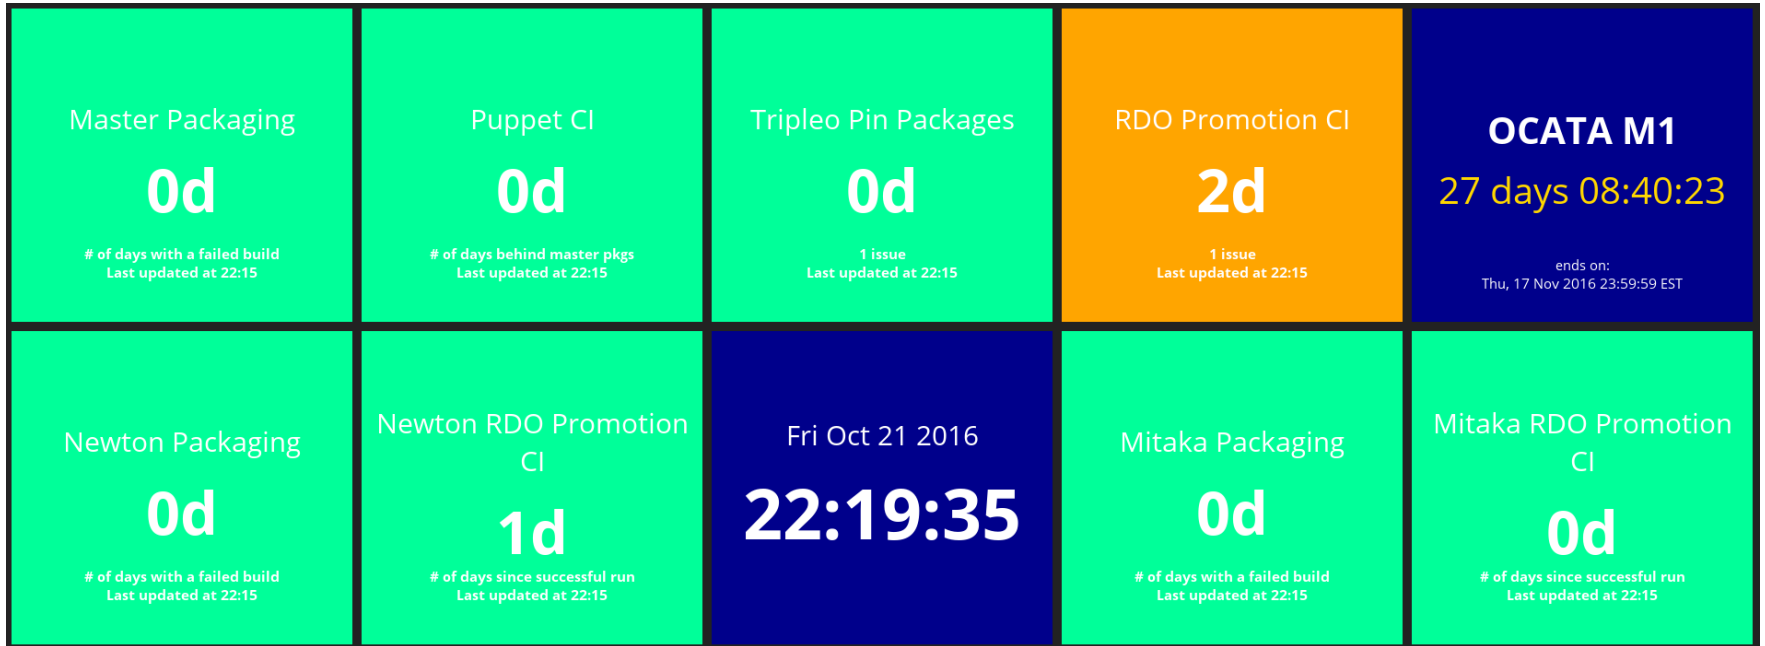 Master Packaging
0d
# of days with a failed build
Last updated at 22:15
Puppet CI
0d
# of days behind master pkgs
Last updated at 22:15
Tripleo Pin Packages
0d
1 issue
Last updated at 22:15
RDO Promotion CI
2d
1 issue
Last updated at 22:15
OCATA M1
27 days 08:40:23
ends on:
Thu, 17 Nov 2016 23:59:59 EST
Newton Packaging
0d
# of days with a failed build
Last updated at 22:15
Newton RDO Promotion
CI
1d
# of days since successful run
Last updated at 22:15
Fri Oct 21 2016
22:19:35
Mitaka Packaging
0d
# of days with a failed build
Last updated at 22:15
Mitaka RDO Promotion
CI
0d
# of days since successful run
Last updated at 22:15